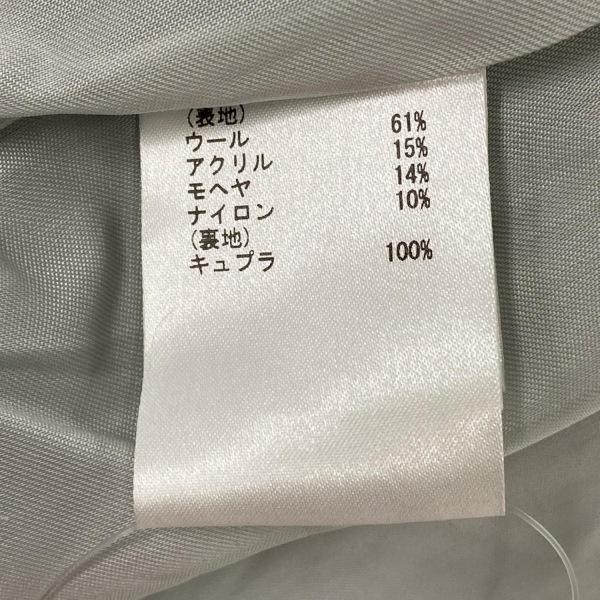 (表地)
ウール 61%
アクリル 15%
モヘヤ 14%
ナイロン 10%
(裏地)
キュプラ 100%